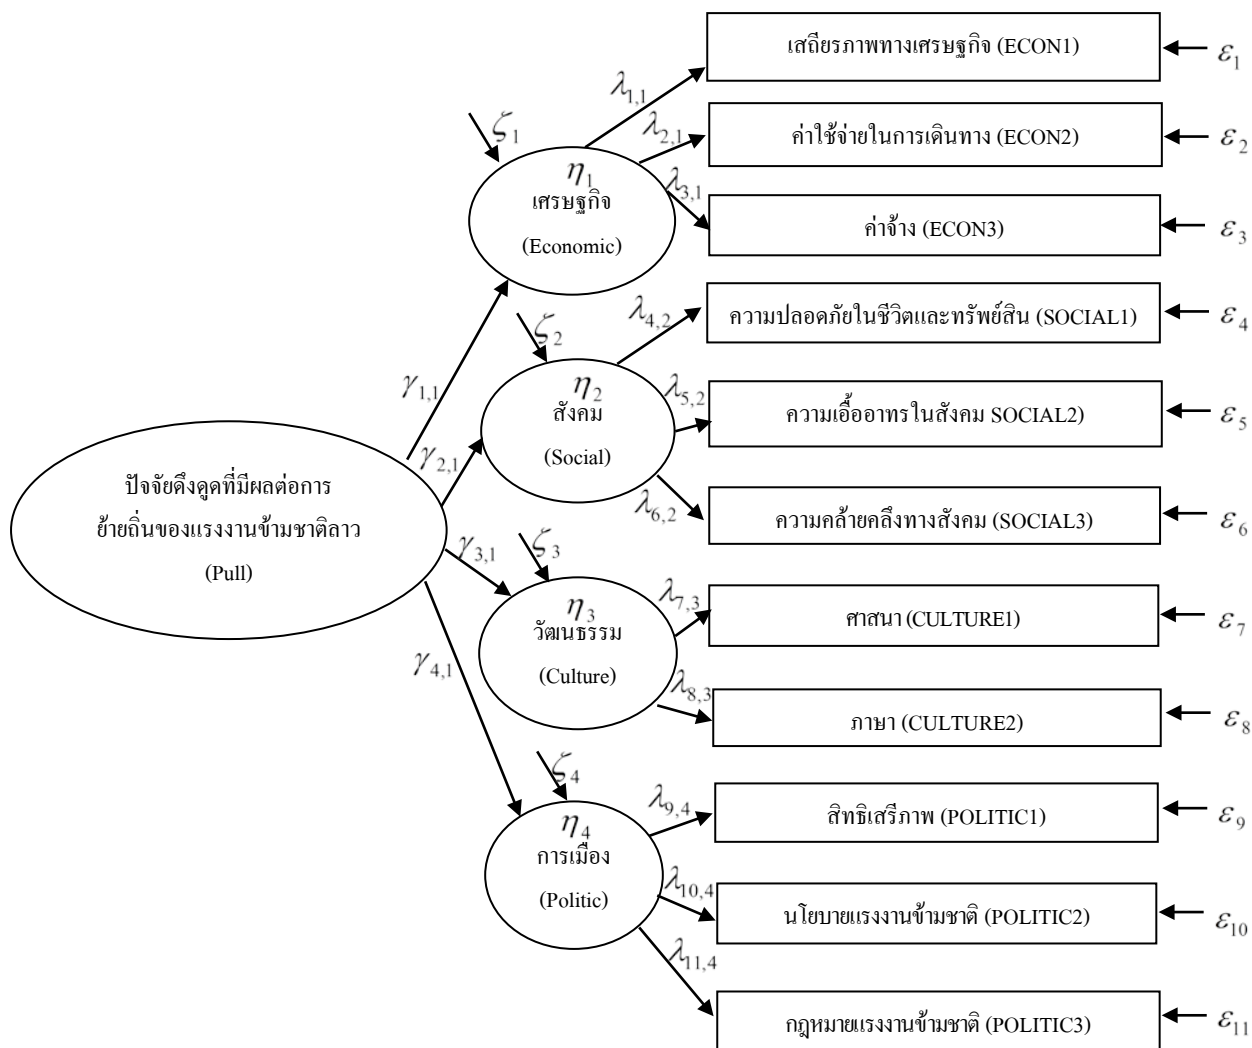 เสถียรภาพทางเศรษฐกิจ (ECON1)
ε₁
λ₁,₁
ζ₁
λ₂,₁
ค่าใช้จ่ายในการเดินทาง (ECON2)
ε₂
η₁
เศรษฐกิจ
(Economic)
λ₃,₁
ค่าจ้าง (ECON3)
ε₃
λ₄,₂
ความปลอดภัยในชีวิตและทรัพย์สิน (SOCIAL1)
ε₄
ζ₂
γ₁,₁
η₂
สังคม
(Social)
λ₅,₂
ความเอื้ออาทรในสังคม SOCIAL2)
ε₅
γ₂,₁
λ₆,₂
ความคล้ายคลึงทางสังคม (SOCIAL3)
ε₆
ปัจจัยดึงดูดที่มีผลต่อการ
ย้ายถิ่นของแรงงานข้ามชาติลาว
(Pull)
γ₃,₁
ζ₃
η₃
วัฒนธรรม
(Culture)
λ₇,₃
ศาสนา (CULTURE1)
ε₇
γ₄,₁
λ₈,₃
ภาษา (CULTURE2)
ε₈
ζ₄
η₄
การเมือง
(Politic)
λ₉,₄
สิทธิเสรีภาพ (POLITIC1)
ε₉
λ₁₀,₄
นโยบายแรงงานข้ามชาติ (POLITIC2)
ε₁₀
λ₁₁,₄
กฎหมายแรงงานข้ามชาติ (POLITIC3)
ε₁₁